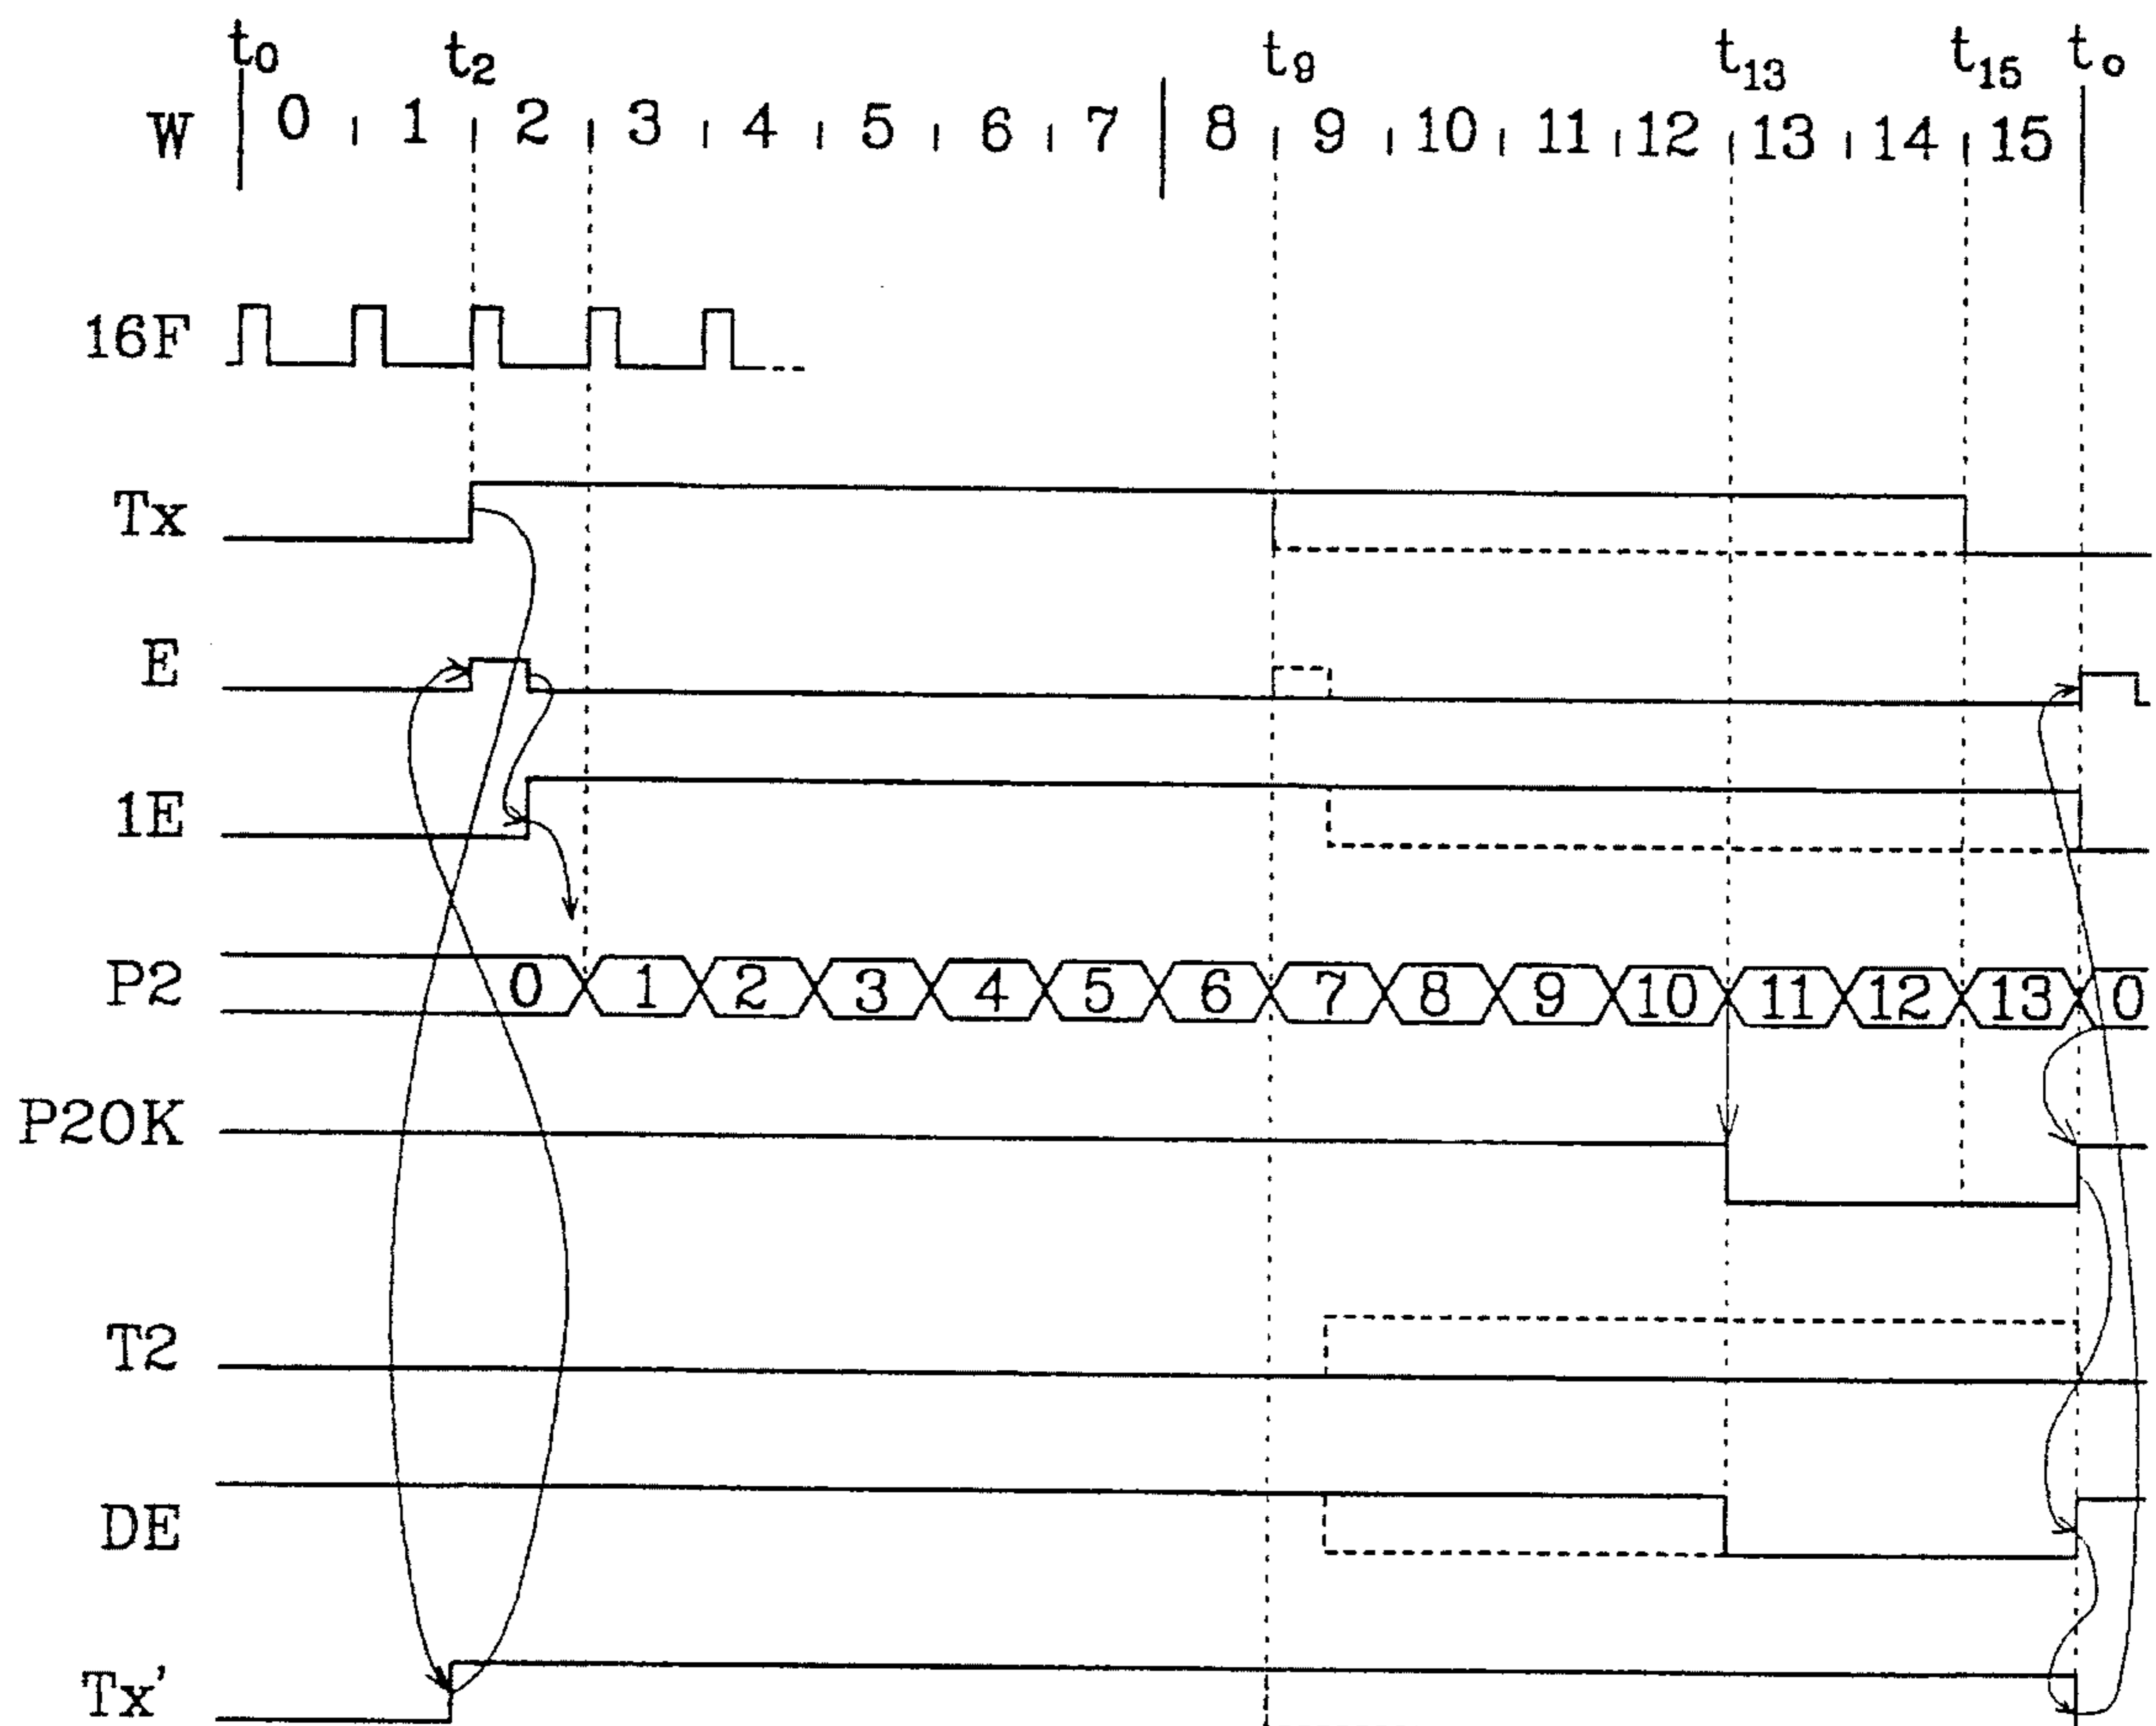 t0 t2 t9 t13 t15 t0
W 0 1 2 3 4 5 6 7 8 9 10 11 12 13 14 15
16F
Tx
E
1E
P2 0 1 2 3 4 5 6 7 8 9 10 11 12 13 0
P2OK
T2
DE
Tx'